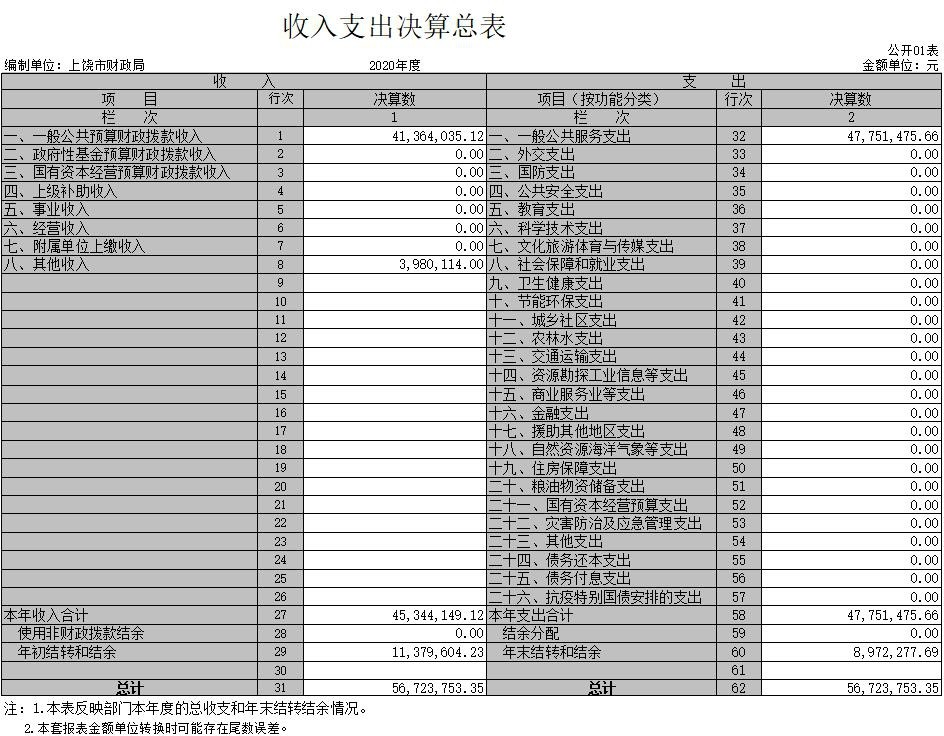 收入支出决算总表
公开01表
编制单位：上饶市财政局 2020年度 金额单位：元
收 入 支 出
项 目 行次 决算数 项目（按功能分类） 行次 决算数
栏 次 1 栏 次 2
一、一般公共预算财政拨款收入 1 41,364,035.12 一、一般公共服务支出 32 47,751,475.66
二、政府性基金预算财政拨款收入 2 0.00 二、外交支出 33 0.00
三、国有资本经营预算财政拨款收入 3 0.00 三、国防支出 34 0.00
四、上级补助收入 4 0.00 四、公共安全支出 35 0.00
五、事业收入 5 0.00 五、教育支出 36 0.00
六、经营收入 6 0.00 六、科学技术支出 37 0.00
七、附属单位上缴收入 7 0.00 七、文化旅游体育与传媒支出 38 0.00
八、其他收入 8 3,980,114.00 八、社会保障和就业支出 39 0.00
9 九、卫生健康支出 40 0.00
10 十、节能环保支出 41 0.00
11 十一、城乡社区支出 42 0.00
12 十二、农林水支出 43 0.00
13 十三、交通运输支出 44 0.00
14 十四、资源勘探工业信息等支出 45 0.00
15 十五、商业服务业等支出 46 0.00
16 十六、金融支出 47 0.00
17 十七、援助其他地区支出 48 0.00
18 十八、自然资源海洋气象等支出 49 0.00
19 十九、住房保障支出 50 0.00
20 二十、粮油物资储备支出 51 0.00
21 二十一、国有资本经营预算支出 52 0.00
22 二十二、灾害防治及应急管理支出 53 0.00
23 二十三、其他支出 54 0.00
24 二十四、债务还本支出 55 0.00
25 二十五、债务付息支出 56 0.00
26 二十六、抗疫特别国债安排的支出 57 0.00
本年收入合计 27 45,344,149.12 本年支出合计 58 47,751,475.66
使用非财政拨款结余 28 0.00 结余分配 59 0.00
年初结转和结余 29 11,379,604.23 年末结转和结余 60 8,972,277.69
30 61
总计 31 56,723,753.35 总计 62 56,723,753.35
注：1.本表反映部门本年度的总收支和年末结转结余情况。
2.本套报表金额单位转换时可能存在尾数误差。